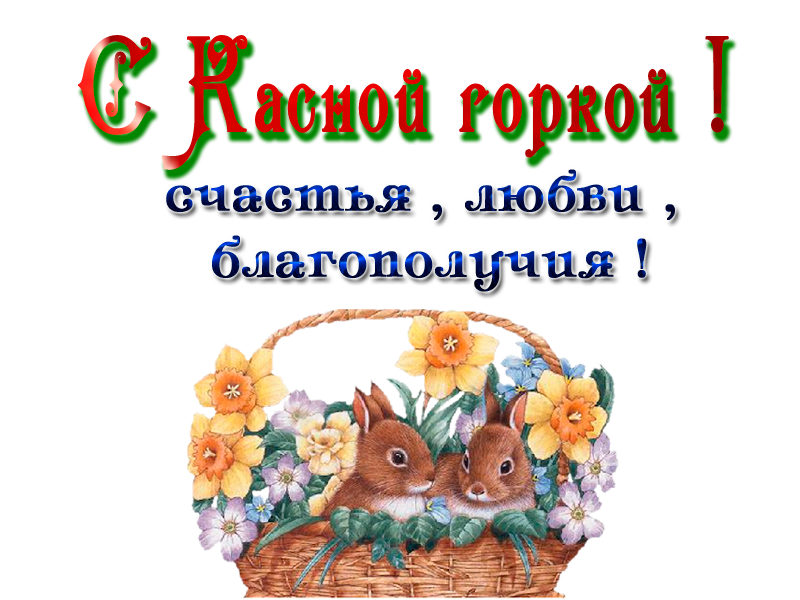 С Касной горкой !
счастья , любви ,
благополучия !